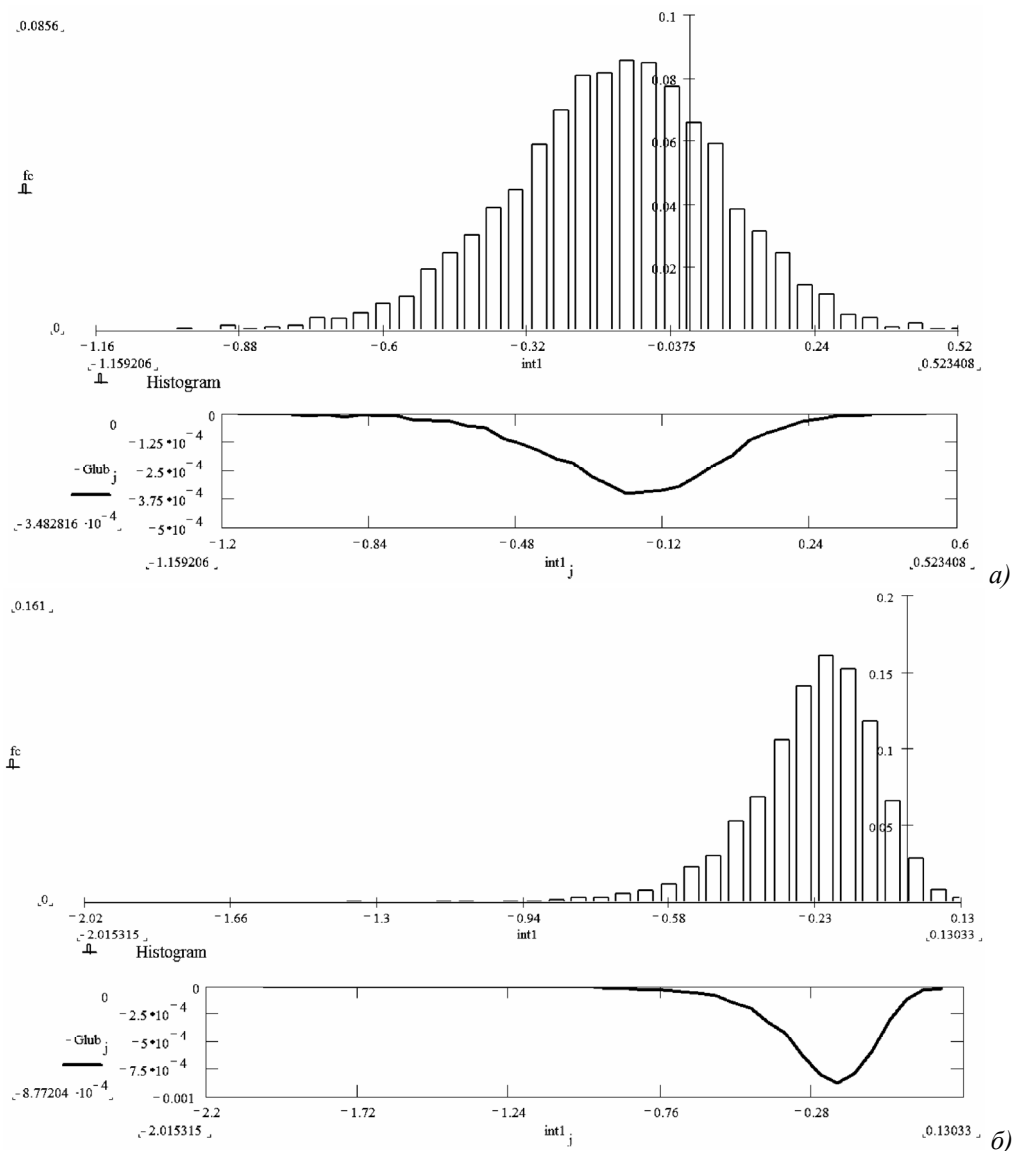 0.0856
0.1
0.08
0.06
fc
0.04
0.02
0
-1.16 -0.88 -0.6 -0.32 -0.0375 0.24 0.52
-1.159206 int1 0.523408
Histogram
0 0
-1.25•10 -4
- Glub j -2.5•10 -4
-3.75•10 -4
-3.482816 ·10 -4 -5•10 -4
-1.2 -0.84 -0.48 -0.12 0.24 0.6
-1.159206 int1 j 0.523408 а)
0.161 0.2
0.15
fc
0.1
0.05
0
-2.02 -1.66 -1.3 -0.94 -0.58 -0.23 0.13
-2.015315 int1 0.13033
Histogram
0 0
-2.5•10 -4
- Glub j -5•10 -4
-7.5•10 -4
-8.77204 ·10 -4 -0.001
-2.2 -1.72 -1.24 -0.76 -0.28
-2.015315 int1 j 0.13033 б)